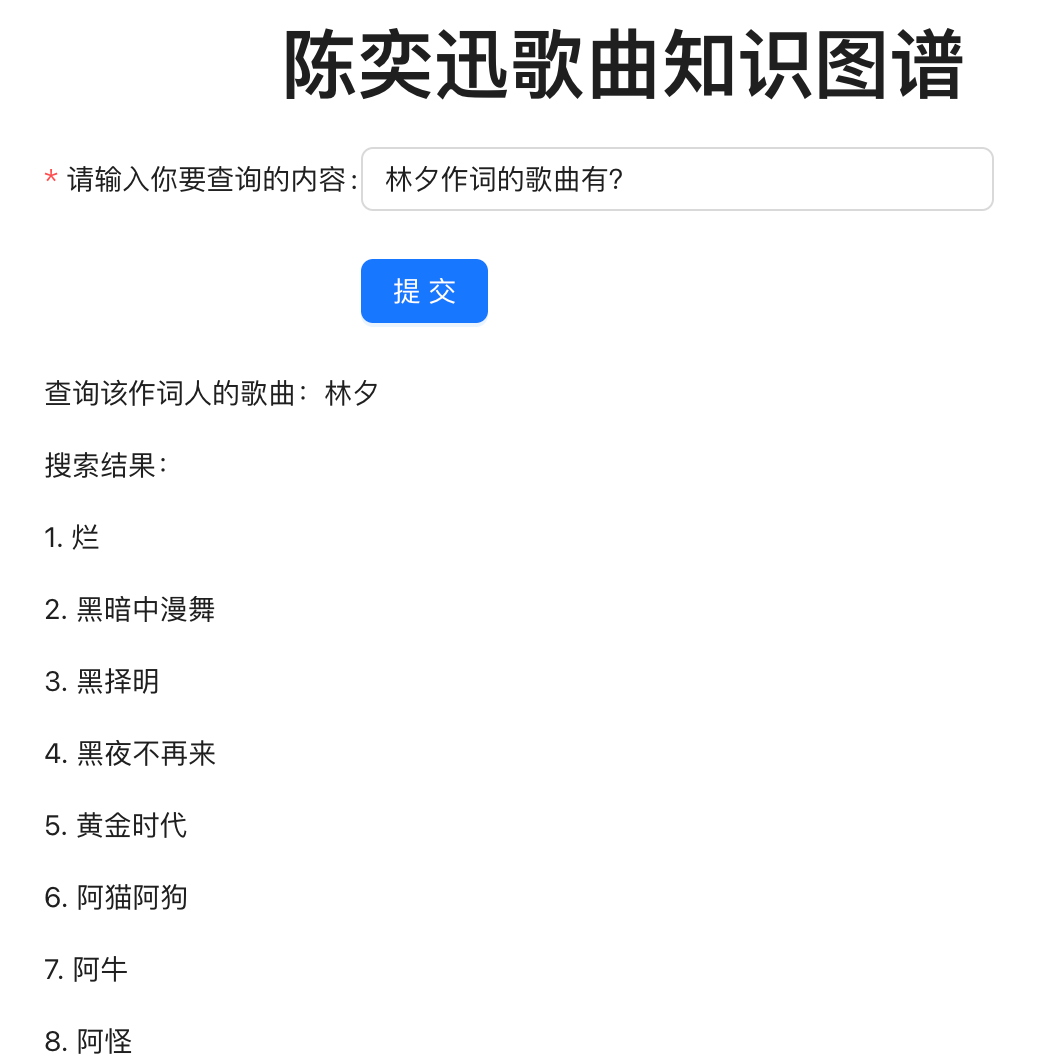 陈奕迅歌曲知识图谱
* 请输入你要查询的内容: 林夕作词的歌曲有?
提 交
查询该作词人的歌曲：林夕
搜索结果：
1. 烂
2. 黑暗中漫舞
3. 黑择明
4. 黑夜不再来
5. 黄金时代
6. 阿猫阿狗
7. 阿牛
8. 阿怪